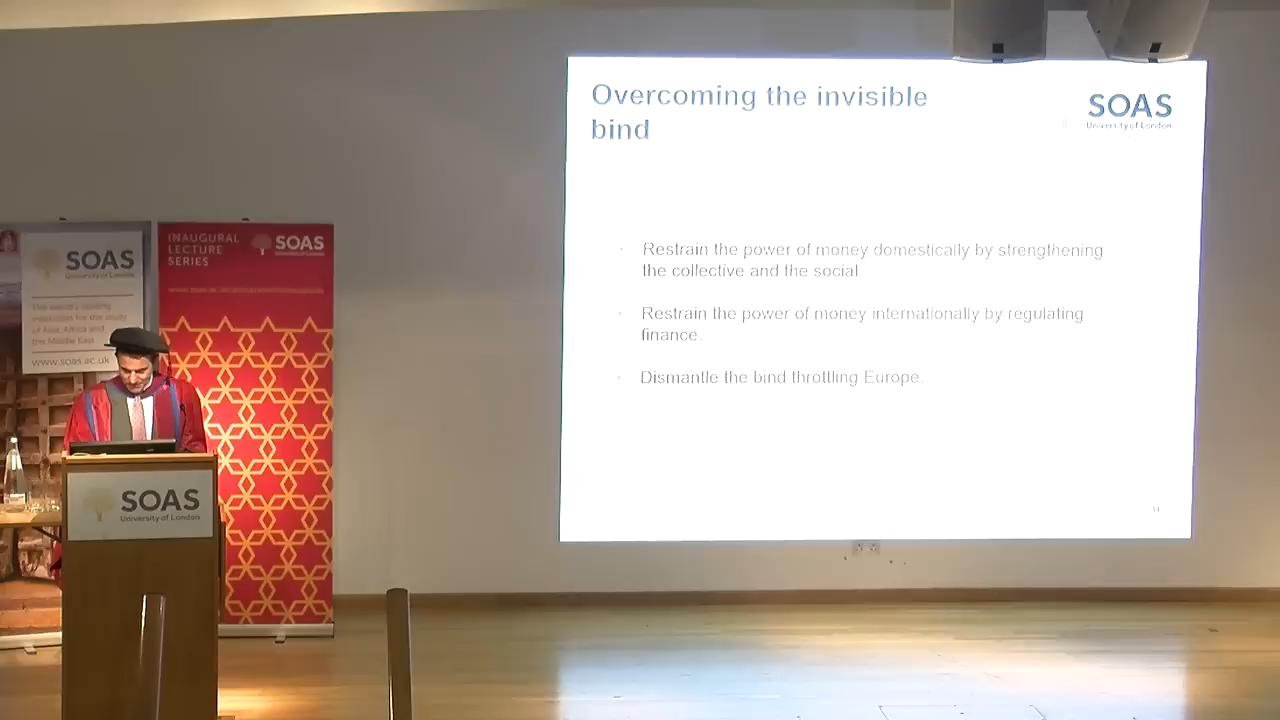 Overcoming the invisible
bind
SOAS
University of London
Restrain the power of money domestically by strengthening
the collective and the social
Restrain the power of money internationally by regulating
finance.
Dismantle the bind throttling Europe.
SOAS
University of London
The world's leading
institution for the study
of Asia, Africa and
the Middle East
www.soas.ac.uk
INAUGURAL
LECTURE
SERIES
SOAS
University of London
SOAS
University of London